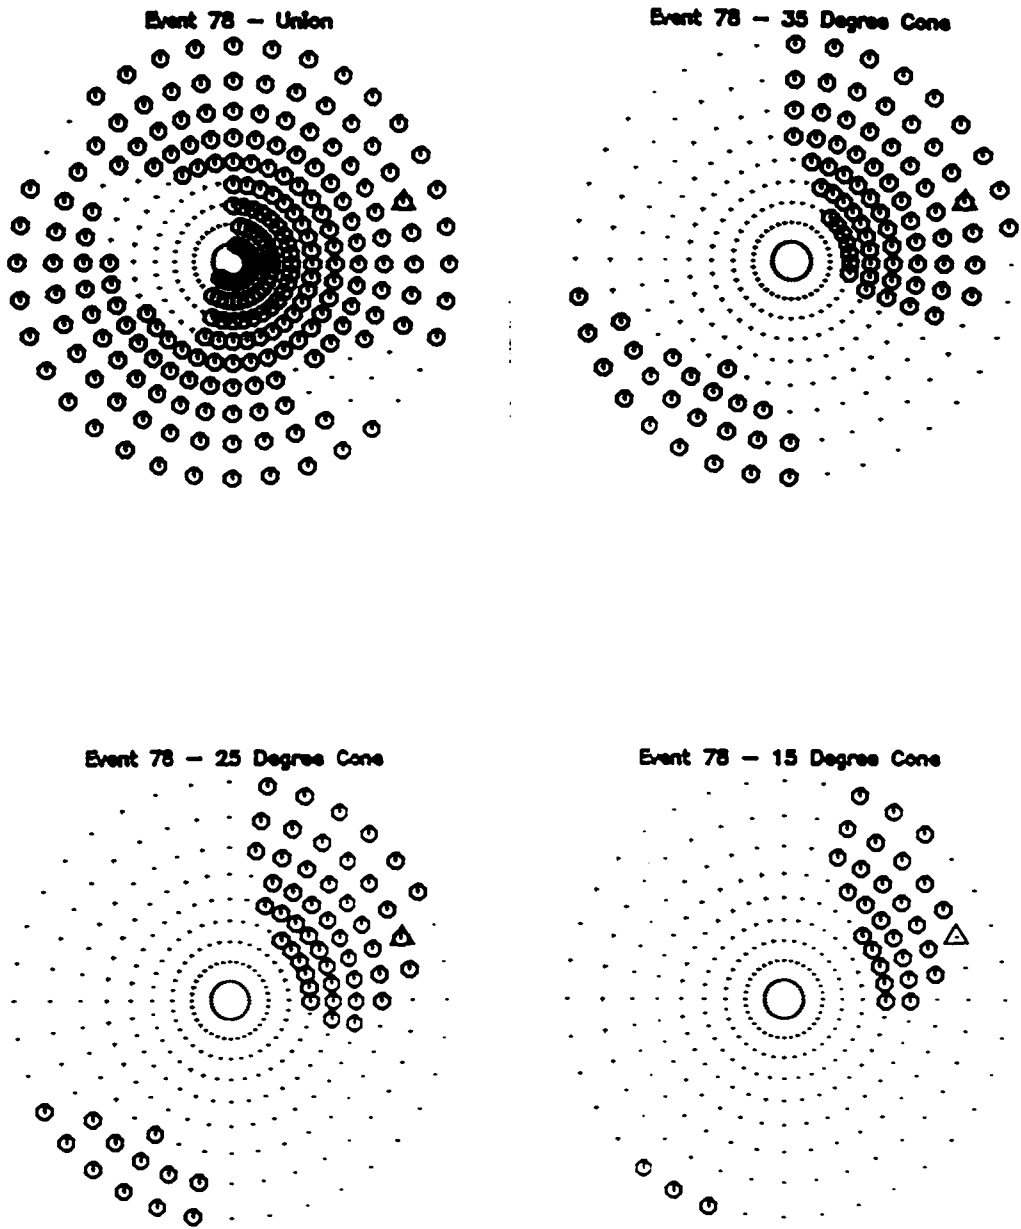 Event 78 - Union
Event 78 - 35 Degree Cone
Event 78 - 25 Degree Cone
Event 78 - 15 Degree Cone